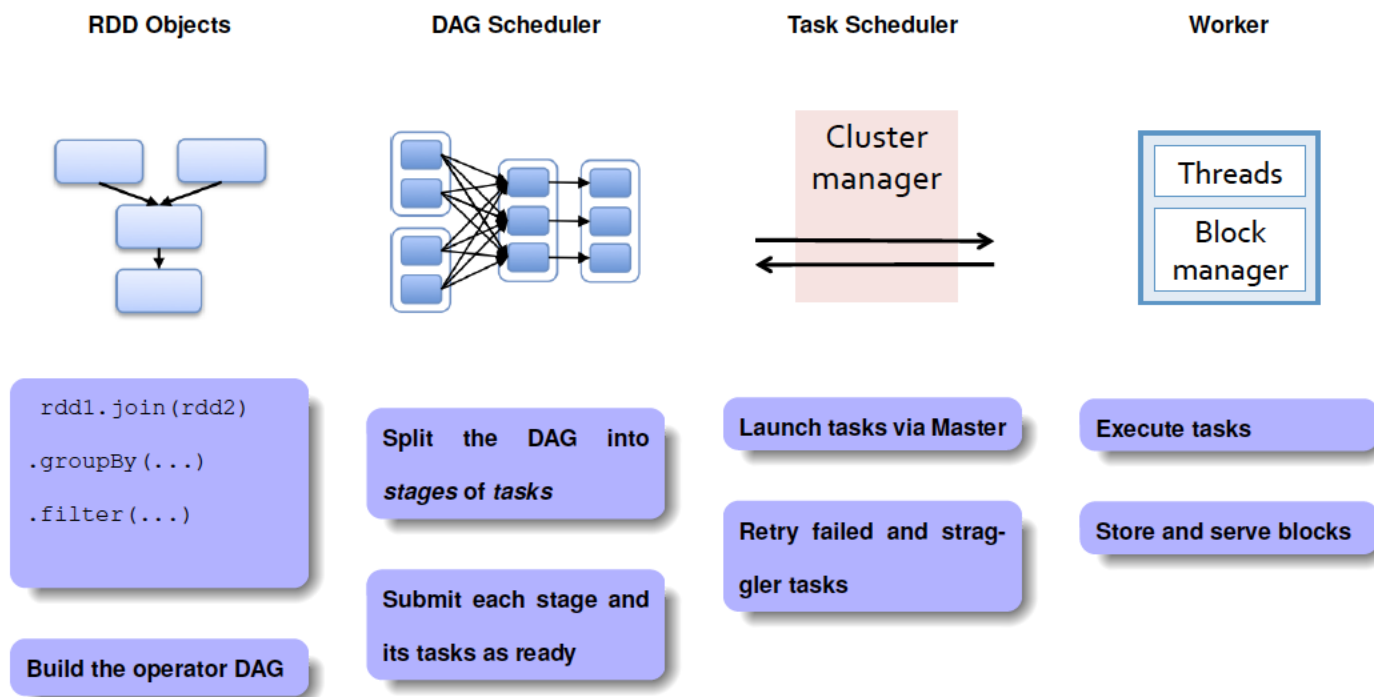 RDD Objects
DAG Scheduler
Task Scheduler
Worker
Cluster
manager
Threads
Block
manager
rdd1.join(rdd2)
.groupBy(...)
.filter(...)
Build the operator DAG
Split the DAG into
stages of tasks
Submit each stage and
its tasks as ready
Launch tasks via Master
Retry failed and strag-
gler tasks
Execute tasks
Store and serve blocks